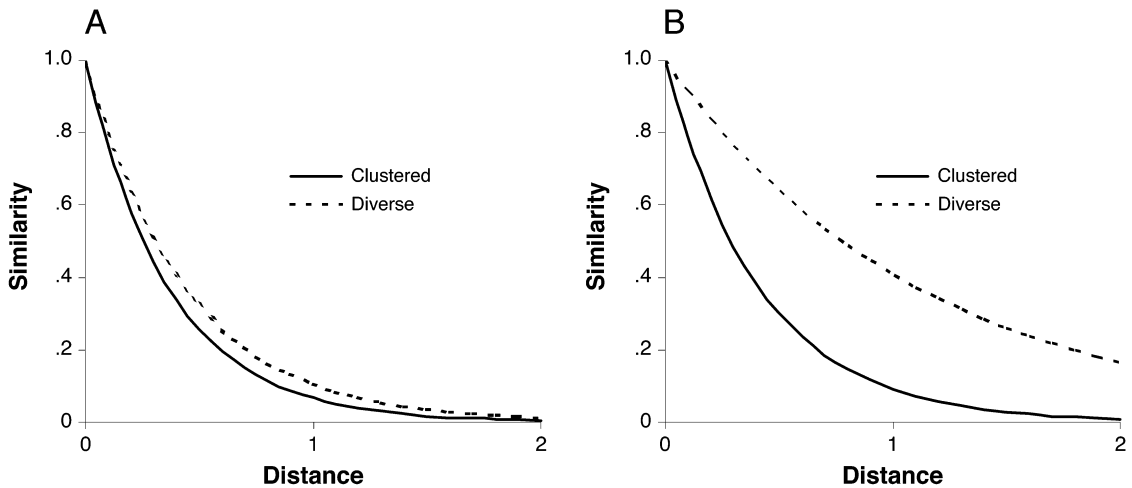 A
1.0
.8
.6
.4
.2
0
Similarity
Clustered
Diverse
0
1
2
Distance
B
1.0
.8
.6
.4
.2
0
Similarity
Clustered
Diverse
0
1
2
Distance